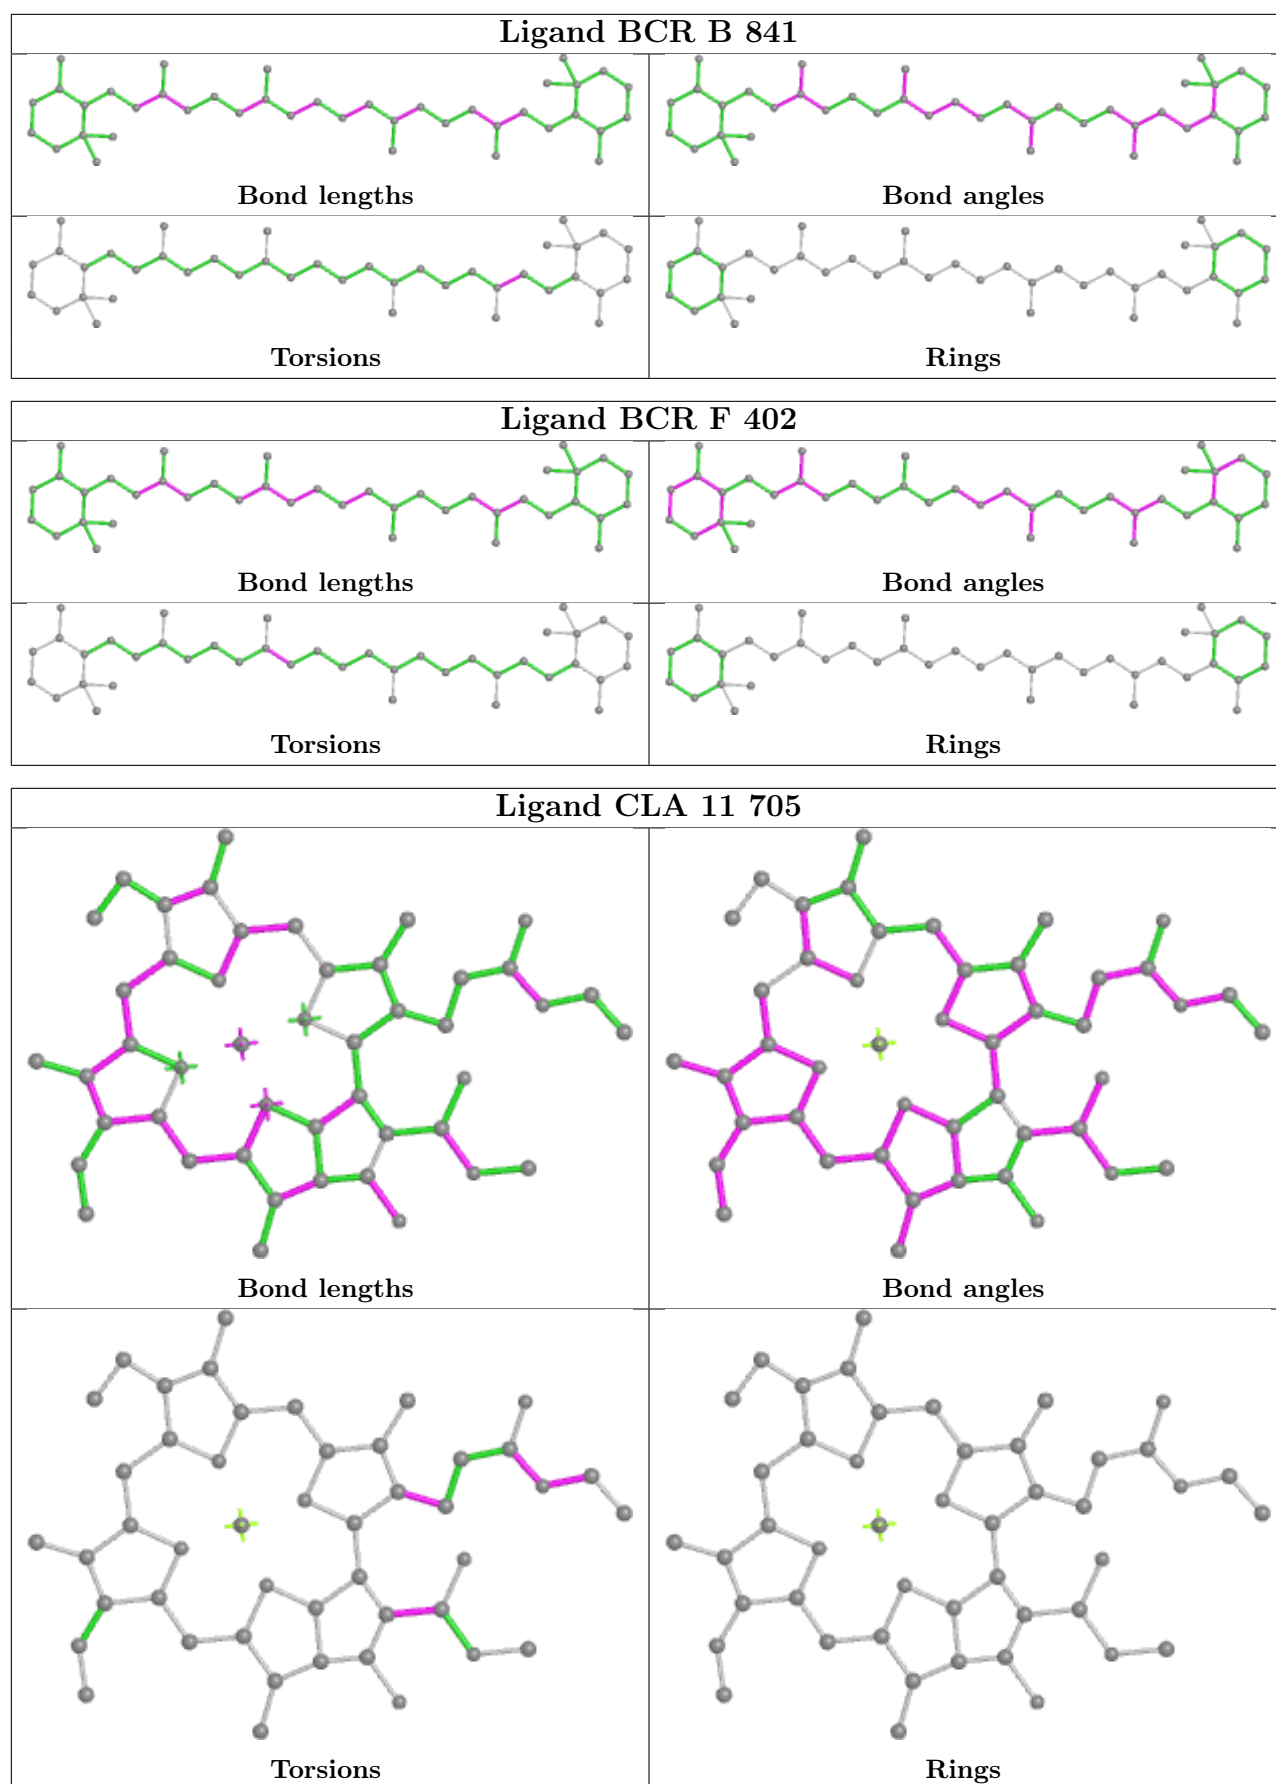 Ligand BCR B 841
Bond lengths
Bond angles
Torsions
Rings
Ligand BCR F 402
Bond lengths
Bond angles
Torsions
Rings
Ligand CLA 11 705
Bond lengths
Bond angles
Torsions
Rings